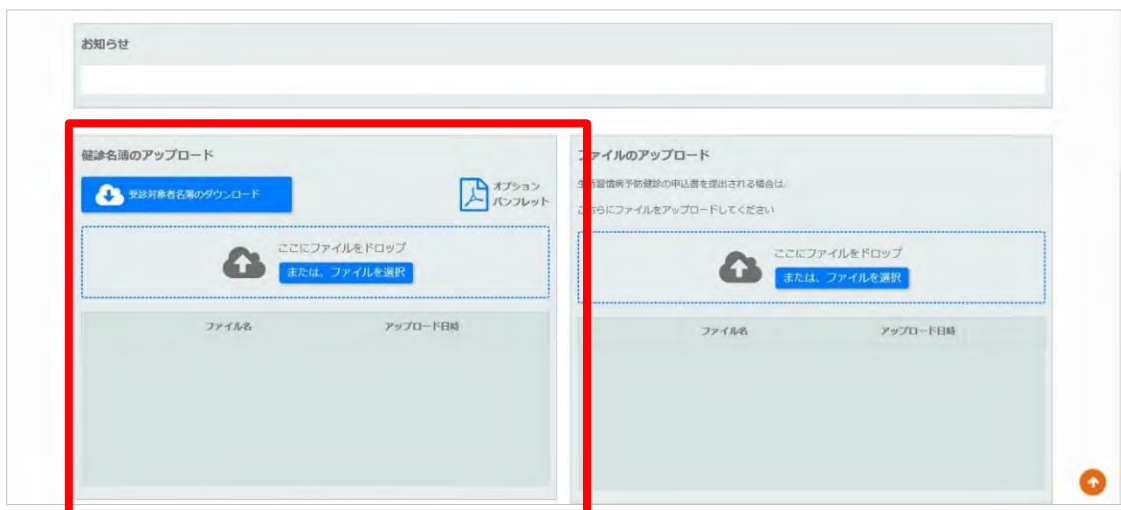 お知らせ
健診名簿のアップロード
受診対象者名簿のダウンロード
オプション
パンフレット
ここにファイルをドロップ
または、ファイルを選択
ファイル名
アップロード日時
ファイルのアップロード
生活習慣病予防健診の申込書を提出される場合は、
こちらにファイルをアップロードしてください
ここにファイルをドロップ
または、ファイルを選択
ファイル名
アップロード日時